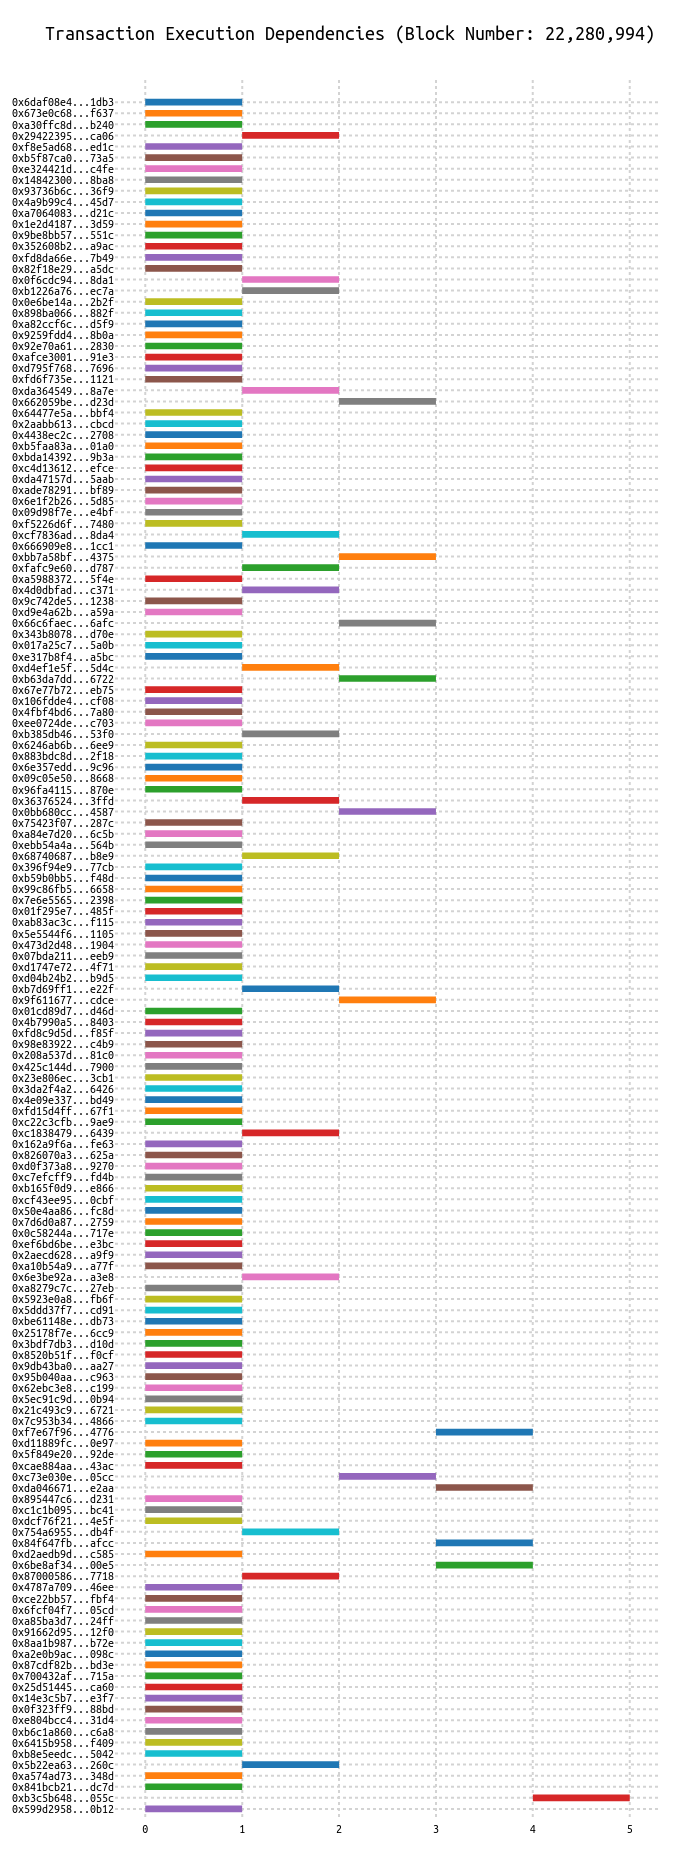 Transaction Execution Dependencies (Block Number: 22,280,994)
0x6daf08e4...1db3
0x673e0c68...f637
0xa30ffc8d...b240
0x29422395...ca06
0xf8e5ad68...ed1c
0xb5f87ca0...73a5
0xe324421d...c4fe
0x14842300...8ba8
0x93736b6c...36f9
0x4a9b99c4...45d7
0xa7064083...d21c
0x1e2d4187...3d59
0x9be8bb57...551c
0x352608b2...a9ac
0xfd8da66e...7b49
0x82f18e29...a5dc
0x0f6cdc94...8da1
0xb1226a76...ec7a
0x0e6be14a...2b2f
0x898ba066...882f
0xa82ccf6c...d5f9
0x9259fdd4...8b0a
0x92e70a61...2830
0xafce3001...91e3
0xd795f768...7696
0xfd6f735e...1121
0xda364549...8a7e
0x662059be...d23d
0x64477e5a...bbf4
0x2aabb613...cbcd
0x4438ec2c...2708
0xb5faa83a...01a0
0xbda14392...9b3a
0xc4d13612...efce
0xda47157d...5aab
0xade78291...bf89
0x6e1f2b26...5d85
0x09d98f7e...e4bf
0xf5226d6f...7480
0xcf7836ad...8da4
0x666909e8...1cc1
0xbb7a58bf...4375
0xfafc9e60...d787
0xa5988372...5f4e
0x4d0dbfad...c371
0x9c742de5...1238
0xd9e4a62b...a59a
0x66c6faec...6afc
0x343b8078...d70e
0x017a25c7...5a0b
0xe317b8f4...a5bc
0xd4ef1e5f...5d4c
0xb63da7dd...6722
0x67e77b72...eb75
0x106fdde4...cf08
0x4fbf4bd6...7a80
0xee0724de...c703
0xb385db46...53f0
0x6246ab6b...6ee9
0x883bdc8d...2f18
0x6e357edd...9c96
0x09c05e50...8668
0x96fa4115...870e
0x36376524...3ffd
0x0bb680cc...4587
0x75423f07...287c
0xa84e7d20...6c5b
0xebb54a4a...564b
0x68740687...b8e9
0x396f94e9...77cb
0xb59b0bb5...f48d
0x99c86fb5...6658
0x7e6e5565...2398
0x01f295e7...485f
0xab83ac3c...f115
0x5e5544f6...1105
0x473d2d48...1904
0x07bda211...eeb9
0xd1747e72...4f71
0xd04b24b2...b9d5
0xb7d69ff1...e22f
0x9f611677...cdce
0x01cd89d7...d46d
0x4b7990a5...8403
0xfd8c9d5d...f85f
0x98e83922...c4b9
0x208a537d...81c0
0x425c144d...7900
0x23e806ec...3cb1
0x3da2f4a2...6426
0x4e09e337...bd49
0xfd15d4ff...67f1
0xc22c3cfb...9ae9
0xc1838479...6439
0x162a9f6a...fe63
0x826070a3...625a
0xd0f373a8...9270
0xc7efcff9...fd4b
0xb165f0d9...e866
0xcf43ee95...0cbf
0x50e4aa86...fc8d
0x7d6d0a87...2759
0x0c58244a...717e
0xef6bd6be...e3bc
0x2aecd628...a9f9
0xa10b54a9...a77f
0x6e3be92a...a3e8
0xa8279c7c...27eb
0x5923e0a8...fb6f
0x5ddd37f7...cd91
0xbe61148e...db73
0x25178f7e...6cc9
0x3bdf7db3...d10d
0x8520b51f...f0cf
0x9db43ba0...aa27
0x95b040aa...c963
0x62ebc3e8...c199
0x5ec91c9d...0b94
0x21c493c9...6721
0x7c953b34...4866
0xf7e67f96...4776
0xd11889fc...0e97
0x5f849e20...92de
0xcae884aa...43ac
0xc73e030e...05cc
0xda046671...e2aa
0x895447c6...d231
0xc1c1b095...bc41
0xdcf76f21...4e5f
0x754a6955...db4f
0x84f647fb...afcc
0xd2aedb9d...c585
0x6be8af34...00e5
0x87000586...7718
0x4787a709...46ee
0xce22bb57...fbf4
0x6fcf04f7...05cd
0xa85ba3d7...24ff
0x91662d95...12f0
0x8aa1b987...b72e
0xa2e0b9ac...098c
0x87cdf82b...bd3e
0x700432af...715a
0x25d51445...ca60
0x14e3c5b7...e3f7
0x0f323ff9...88bd
0xe804bcc4...31d4
0xb6c1a860...c6a8
0x6415b958...f409
0xb8e5eedc...5042
0x5b22ea63...260c
0xa574ad73...348d
0x841bcb21...dc7d
0xb3c5b648...055c
0x599d2958...0b12
0 1 2 3 4 5